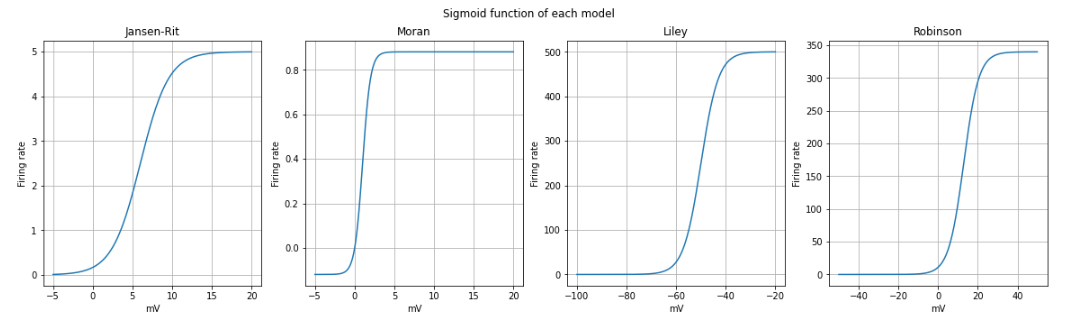 Sigmoid function of each model
Jansen-Rit
5
4
3
2
1
0
Firing rate
−5 0 5 10 15 20
mV
Moran
0.8
0.6
0.4
0.2
0.0
Firing rate
−5 0 5 10 15 20
mV
Liley
500
400
300
200
100
0
Firing rate
−100 −80 −60 −40 −20
mV
Robinson
350
300
250
200
150
100
50
0
Firing rate
−40 −20 0 20 40
mV